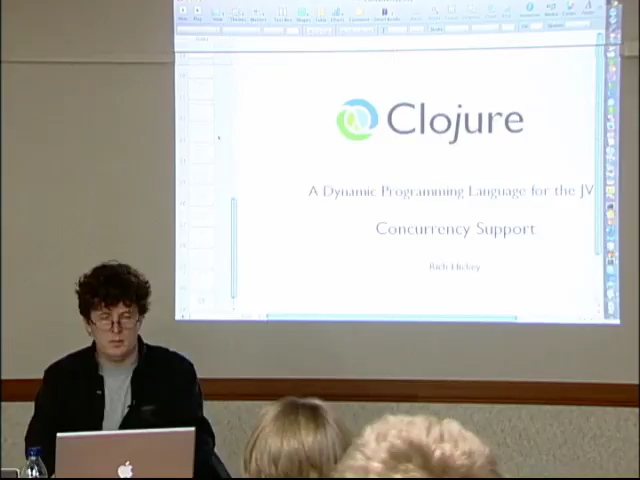 Clojure
A Dynamic Programming Language for the JV
Concurrency Support
Rich Hickey